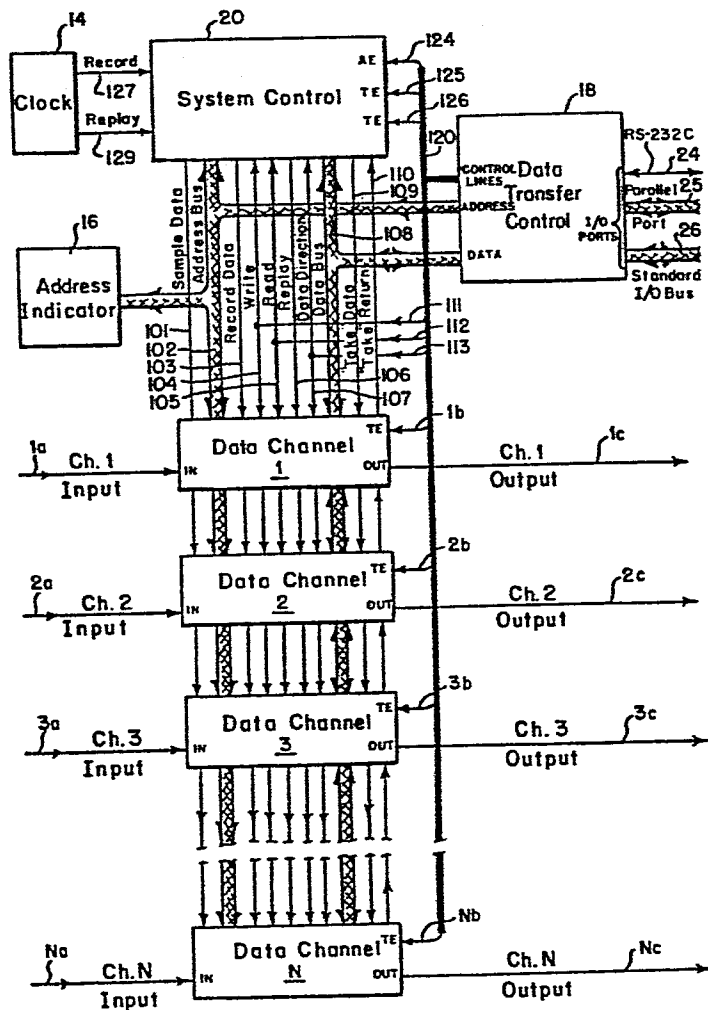 14
20
Record
127
Clock
Replay
129
System Control
AE
TE
TE
124
125
126
120
18
CONTROL
LINES
Data
Transfer
Control
ADDRESS
DATA
I/O
PORTS
RS-232C
24
Parallel
25
Port
26
Standard
I/O Bus
16
Address
Indicator
Sample Data
Address Bus
Record Data
Write
Read
Replay
Data Direction
Data Bus
"Take" Data
"Take" Return
110
109
108
101
102
103
104
105
106
107
111
112
113
1a
Ch. 1
Input
IN
Data Channel
1
TE
OUT
1b
1c
Ch. 1
Output
2a
Ch. 2
Input
IN
Data Channel
2
TE
OUT
2b
2c
Ch. 2
Output
3a
Ch. 3
Input
IN
Data Channel
3
TE
OUT
3b
3c
Ch. 3
Output
Na
Ch. N
Input
IN
Data Channel
N
TE
OUT
Nb
Nc
Ch. N
Output